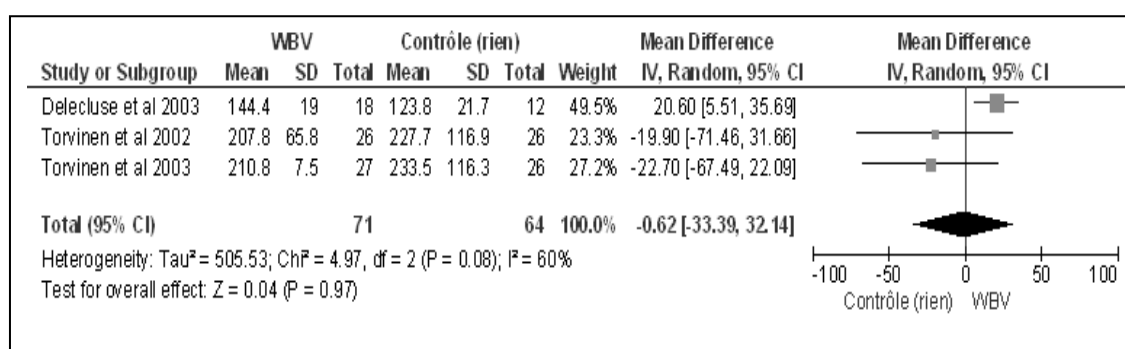 WBV Contrôle (rien) Mean Difference Mean Difference
Study or Subgroup Mean SD Total Mean SD Total Weight IV, Random, 95% CI IV, Random, 95% CI
Delecluse et al 2003 144.4 19 18 123.8 21.7 12 49.5% 20.60 [5.51, 35.69]
Torvinen et al 2002 207.8 65.8 26 227.7 116.9 26 23.3% -19.90 [-71.46, 31.66]
Torvinen et al 2003 210.8 7.5 27 233.5 116.3 26 27.2% -22.70 [-67.49, 22.09]
Total (95% CI) 71 64 100.0% -0.62 [-33.39, 32.14]
Heterogeneity: Tau² = 505.53; Chi² = 4.97, df = 2 (P = 0.08); I² = 60%
Test for overall effect: Z = 0.04 (P = 0.97)
-100 -50 0 50 100
Contrôle (rien) WBV